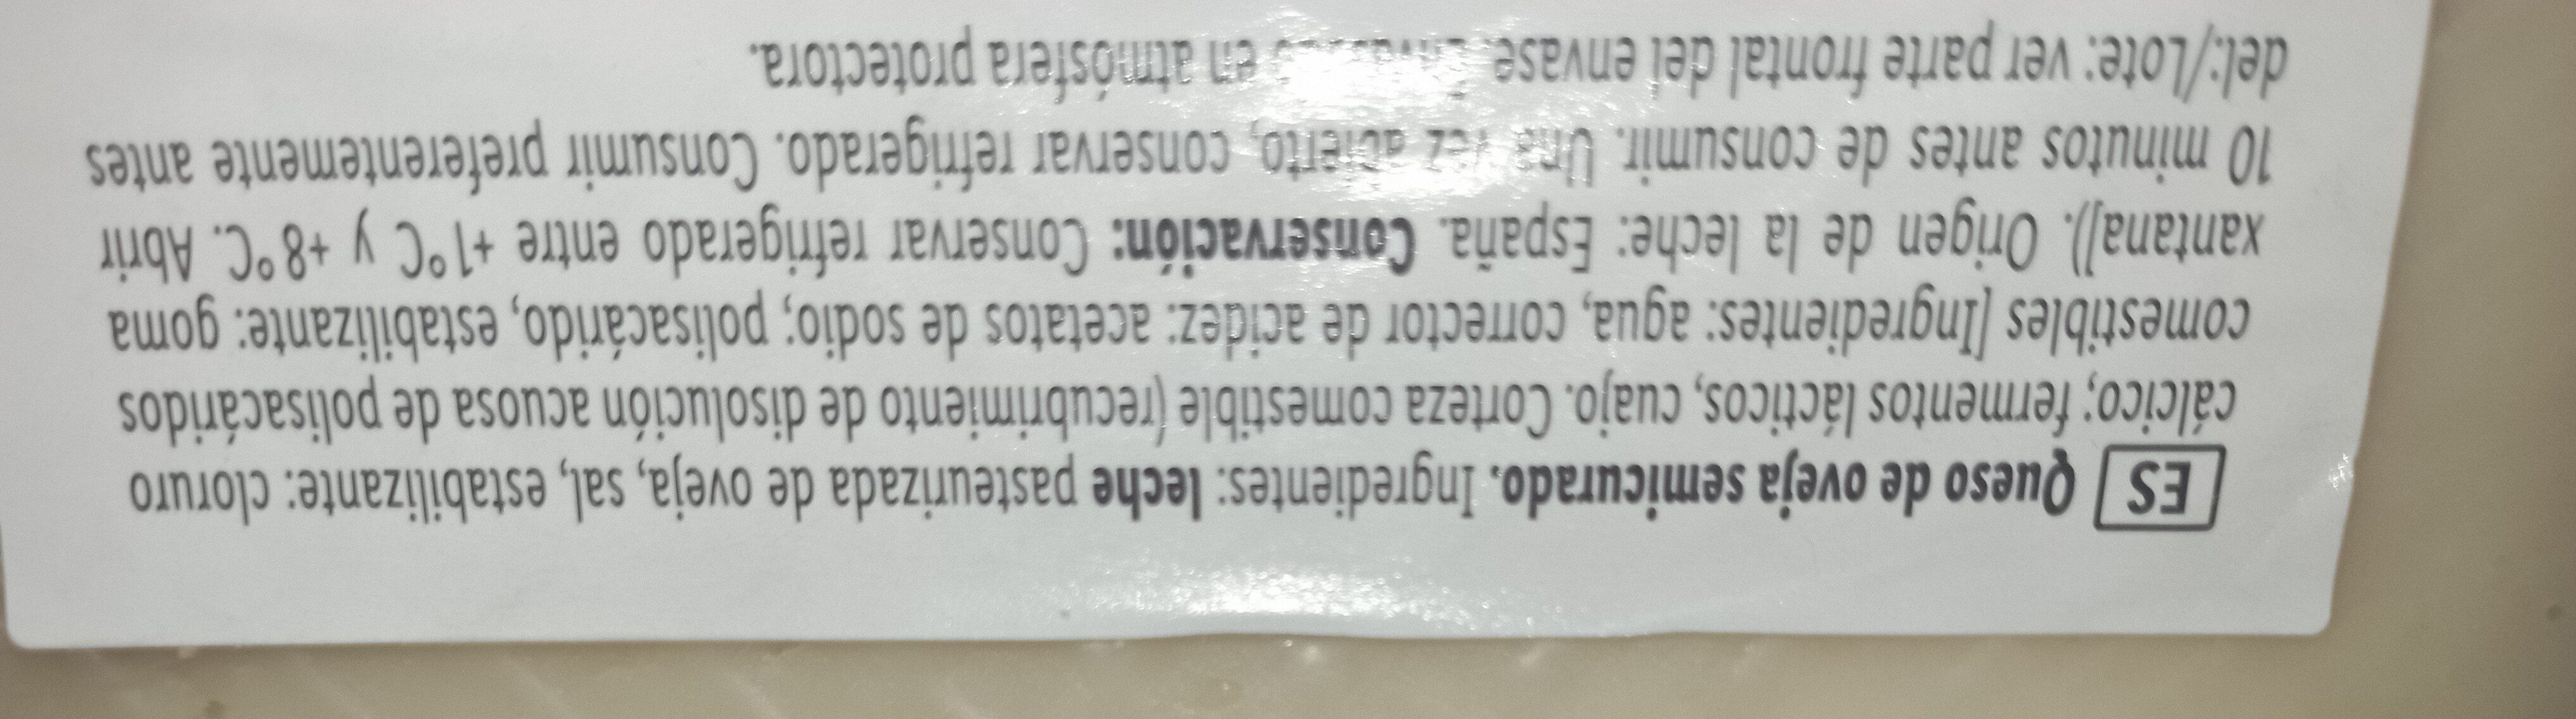 ES Queso de oveja semicurado. Ingredientes: leche pasteurizada de oveja, sal, estabilizante: cloruro
cálcico; fermentos lácticos, cuajo. Corteza comestible (recubrimiento de disolución acuosa de polisacáridos
comestibles [Ingredientes: agua, corrector de acidez: acetatos de sodio; polisacárido, estabilizante: goma
xantana]). Origen de la leche: España. Conservación: Conservar refrigerado entre +1°C y +8°C. Abrir
10 minutos antes de consumir. Una vez abierto, conservar refrigerado. Consumir preferentemente antes
del:/Lote: ver parte frontal del envase. en atmósfera protectora.